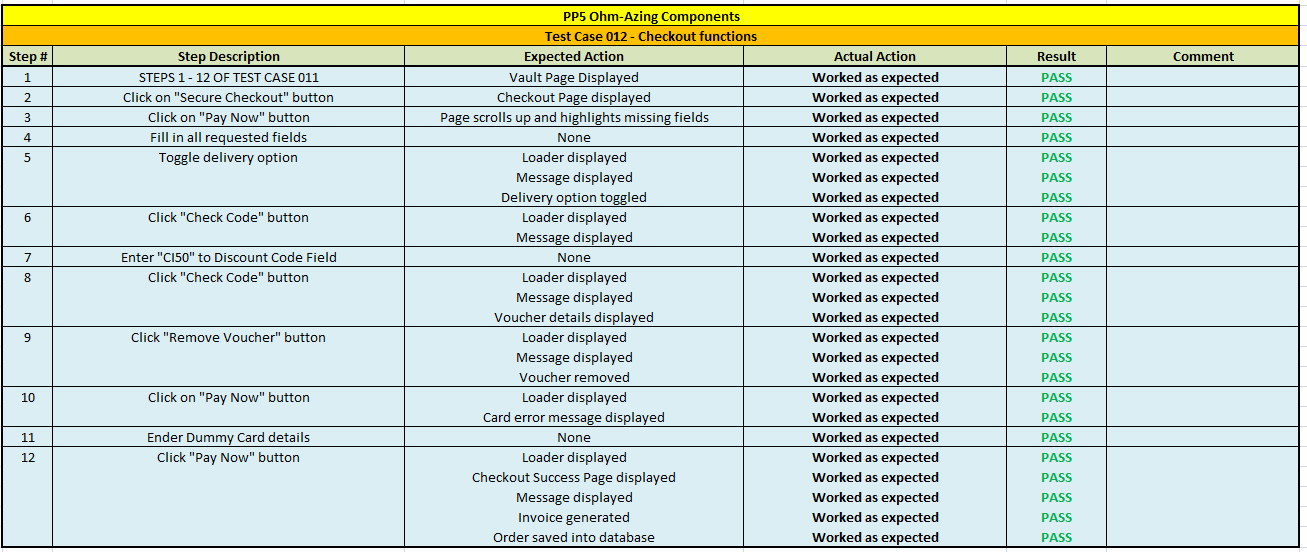 PP5 Ohm-Azing Components
Test Case 012 - Checkout functions
Step # Step Description Expected Action Actual Action Result Comment
1 STEPS 1 - 12 OF TEST CASE 011 Vault Page Displayed Worked as expected PASS
2 Click on "Secure Checkout" button Checkout Page displayed Worked as expected PASS
3 Click on "Pay Now" button Page scrolls up and highlights missing fields Worked as expected PASS
4 Fill in all requested fields None Worked as expected PASS
5 Toggle delivery option Loader displayed Worked as expected PASS
Message displayed Worked as expected PASS
Delivery option toggled Worked as expected PASS
6 Click "Check Code" button Loader displayed Worked as expected PASS
Message displayed Worked as expected PASS
7 Enter "CI50" to Discount Code Field None Worked as expected PASS
8 Click "Check Code" button Loader displayed Worked as expected PASS
Message displayed Worked as expected PASS
Voucher details displayed Worked as expected PASS
9 Click "Remove Voucher" button Loader displayed Worked as expected PASS
Message displayed Worked as expected PASS
Voucher removed Worked as expected PASS
10 Click on "Pay Now" button Loader displayed Worked as expected PASS
Card error message displayed Worked as expected PASS
11 Ender Dummy Card details None Worked as expected PASS
12 Click "Pay Now" button Loader displayed Worked as expected PASS
Checkout Success Page displayed Worked as expected PASS
Message displayed Worked as expected PASS
Invoice generated Worked as expected PASS
Order saved into database Worked as expected PASS